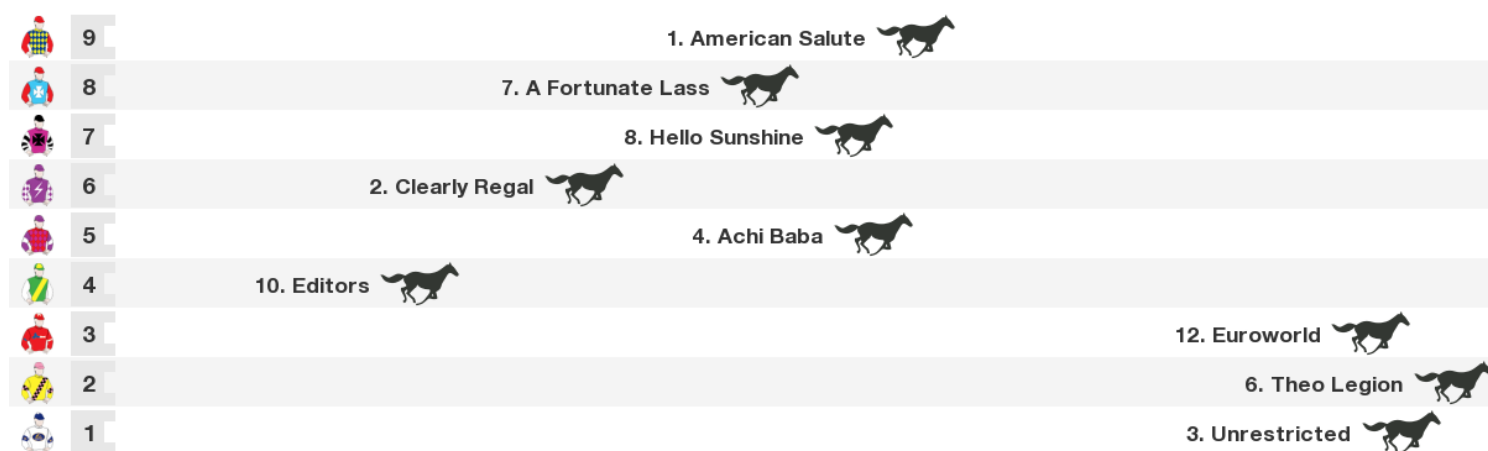 9 1. American Salute
8 7. A Fortunate Lass
7 8. Hello Sunshine
6 2. Clearly Regal
5 4. Achi Baba
4 10. Editors
3 12. Euroworld
2 6. Theo Legion
1 3. Unrestricted